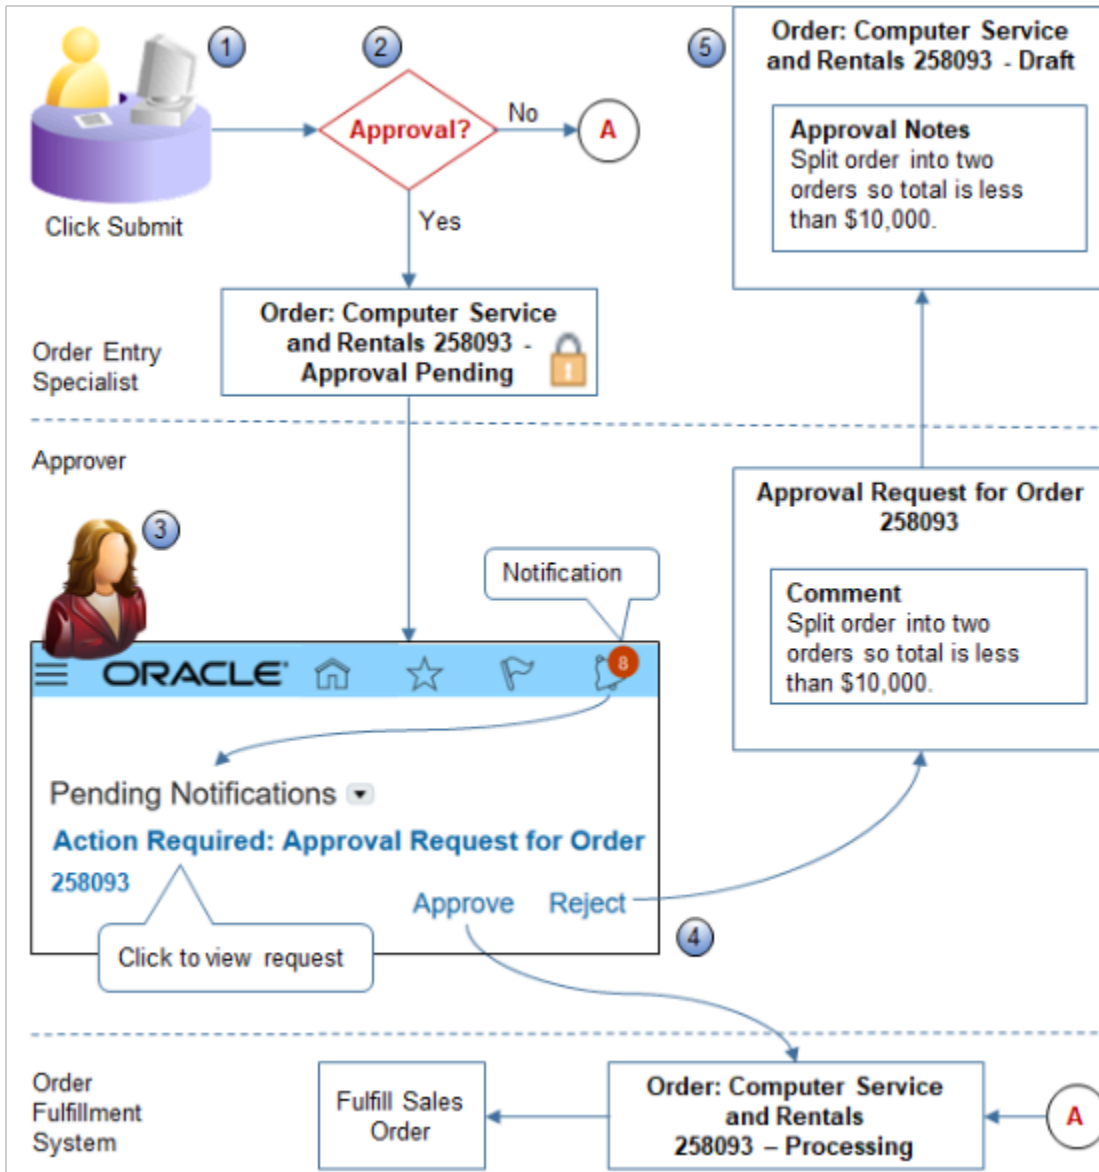 1
2
5
Approval?
No
A
Click Submit
Yes
Order: Computer Service
and Rentals 258093 - Draft
Approval Notes
Split order into two
orders so total is less
than $10,000.
Order: Computer Service
and Rentals 258093 -
Approval Pending
Order Entry
Specialist
Approver
3
Notification
ORACLE
8
Pending Notifications
Action Required: Approval Request for Order
258093
Approve
Reject
4
Click to view request
Approval Request for Order
258093
Comment
Split order into two
orders so total is less
than $10,000.
Order
Fulfillment
System
Fulfill Sales
Order
Order: Computer Service
and Rentals
258093 – Processing
A